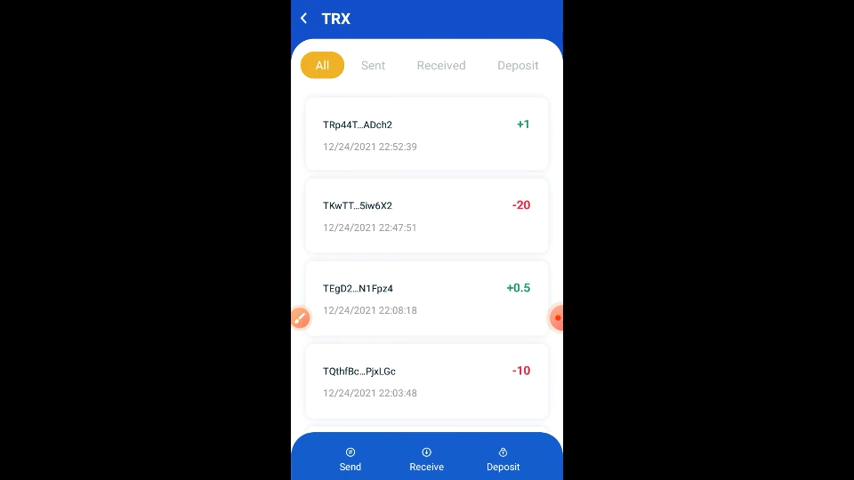 TRX
All Sent Received Deposit
TRp44T...ADch2 +1
12/24/2021 22:52:39
TKwTT...5iw6X2 -20
12/24/2021 22:47:51
TEgD2...N1Fpz4 +0.5
12/24/2021 22:08:18
TQthfBc...PjxLGc -10
12/24/2021 22:03:48
Send Receive Deposit